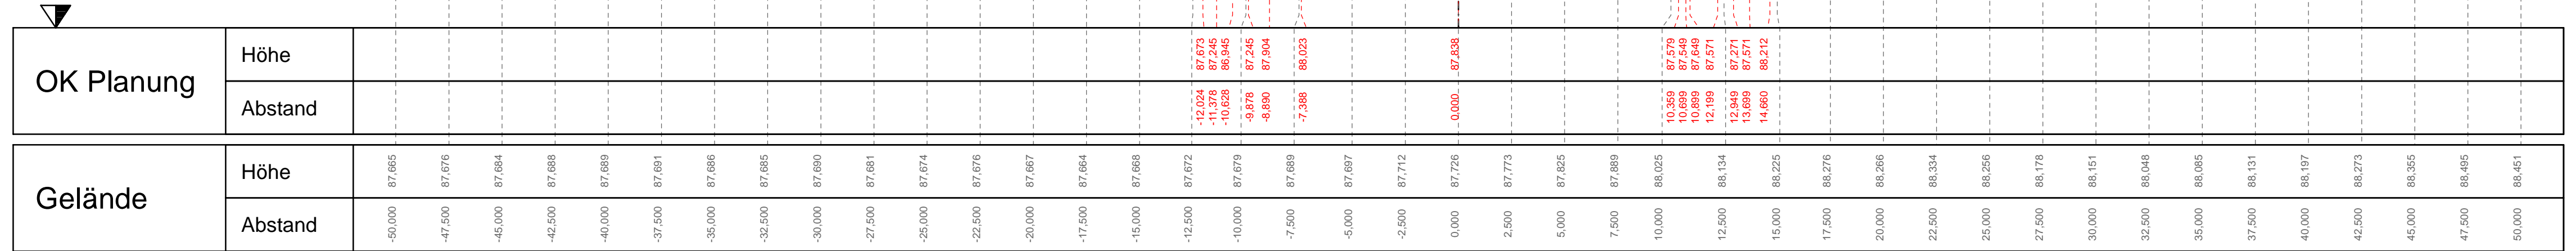 OK Planung
Höhe
87,673 87,245 86,945 87,245 87,904 88,023 87,838 87,579 87,549 87,649 87,571 87,271 87,571 88,212
Abstand
-12,024 -11,378 -10,628 -9,878 -8,890 -7,388 0,000 10,359 10,699 10,899 12,199 12,949 13,699 14,660
Gelände
Höhe
87,665 87,676 87,684 87,688 87,689 87,691 87,686 87,685 87,690 87,681 87,674 87,676 87,667 87,664 87,668 87,672 87,679 87,689 87,697 87,712 87,726 87,773 87,825 87,889 88,025 88,134 88,225 88,276 88,266 88,334 88,256 88,178 88,151 88,048 88,085 88,131 88,197 88,273 88,355 88,495 88,451
Abstand
-50,000 -47,500 -45,000 -42,500 -40,000 -37,500 -35,000 -32,500 -30,000 -27,500 -25,000 -22,500 -20,000 -17,500 -15,000 -12,500 -10,000 -7,500 -5,000 -2,500 0,000 2,500 5,000 7,500 10,000 12,500 15,000 17,500 20,000 22,500 25,000 27,500 30,000 32,500 35,000 37,500 40,000 42,500 45,000 47,500 50,000